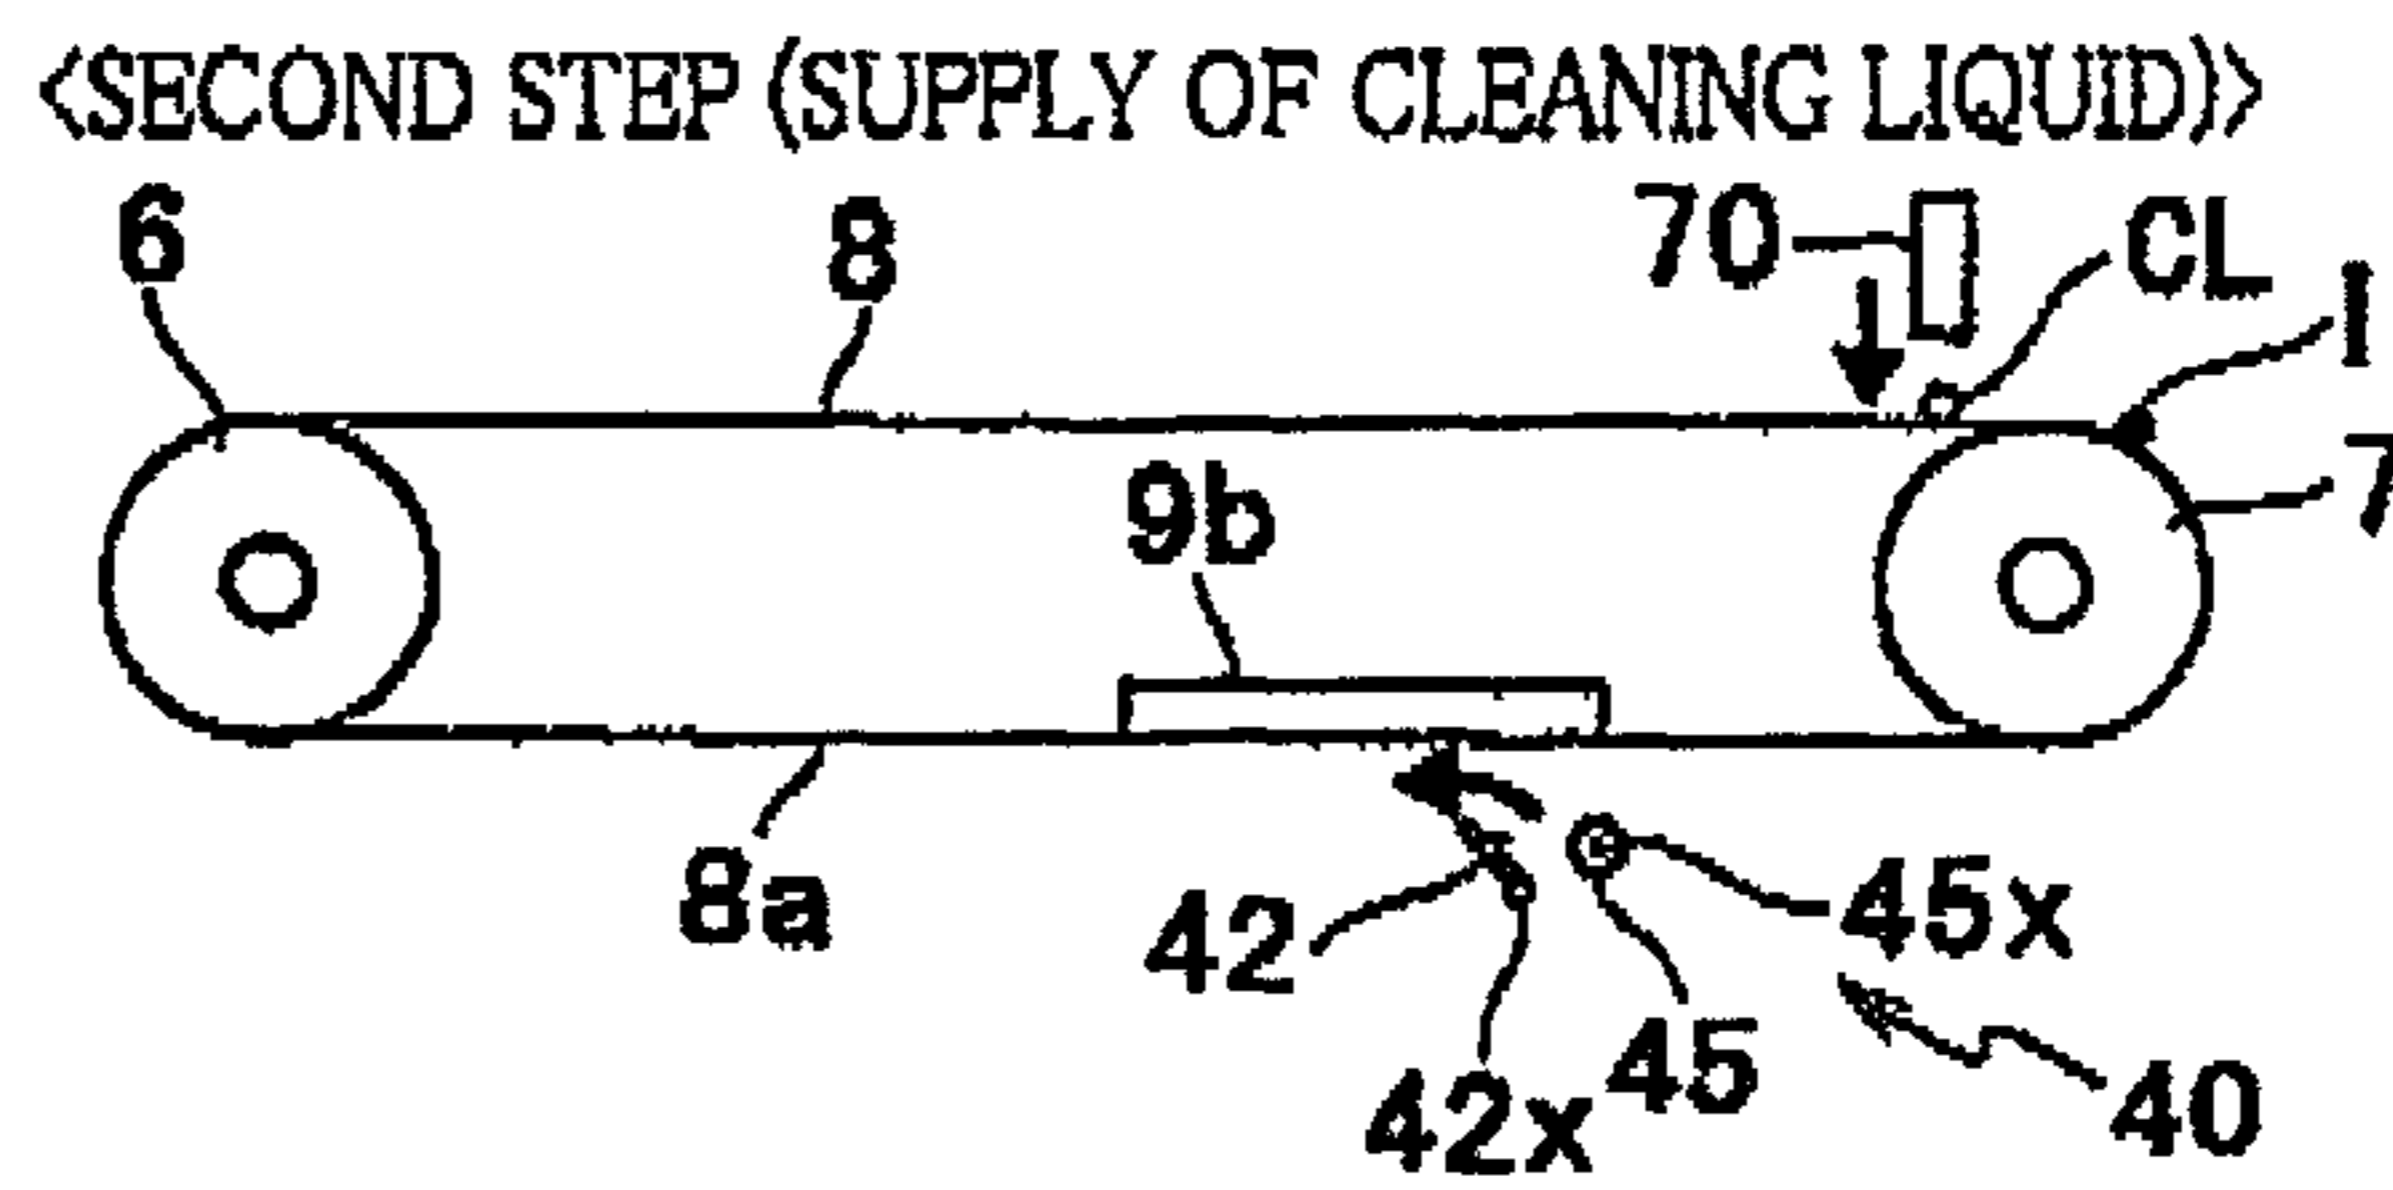 <SECOND STEP (SUPPLY OF CLEANING LIQUID)>
6
8
70
CL
I
7
9b
8a
42
45x
42x
45
40